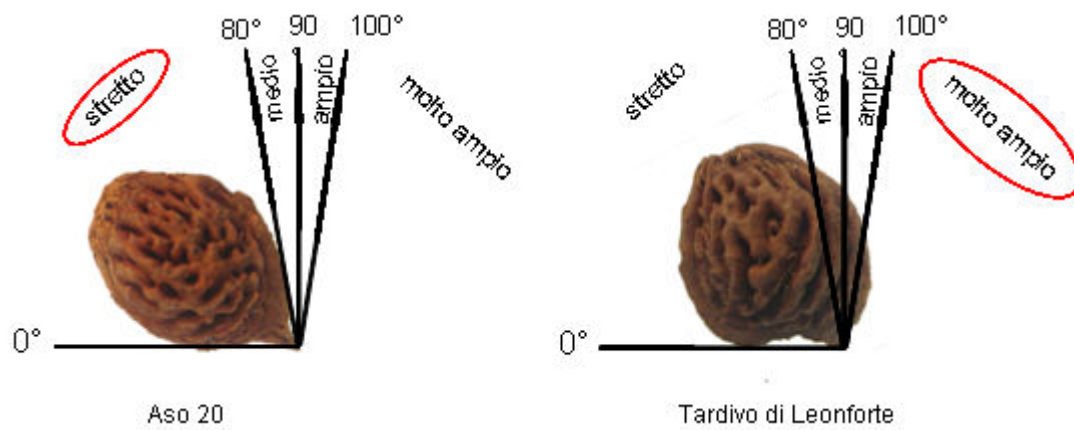 80° 90 100°
stretto
medio
ampio
molto ampio
0°
Aso 20
80° 90 100°
stretto
medio
ampio
molto ampio
0°
Tardivo di Leonforte